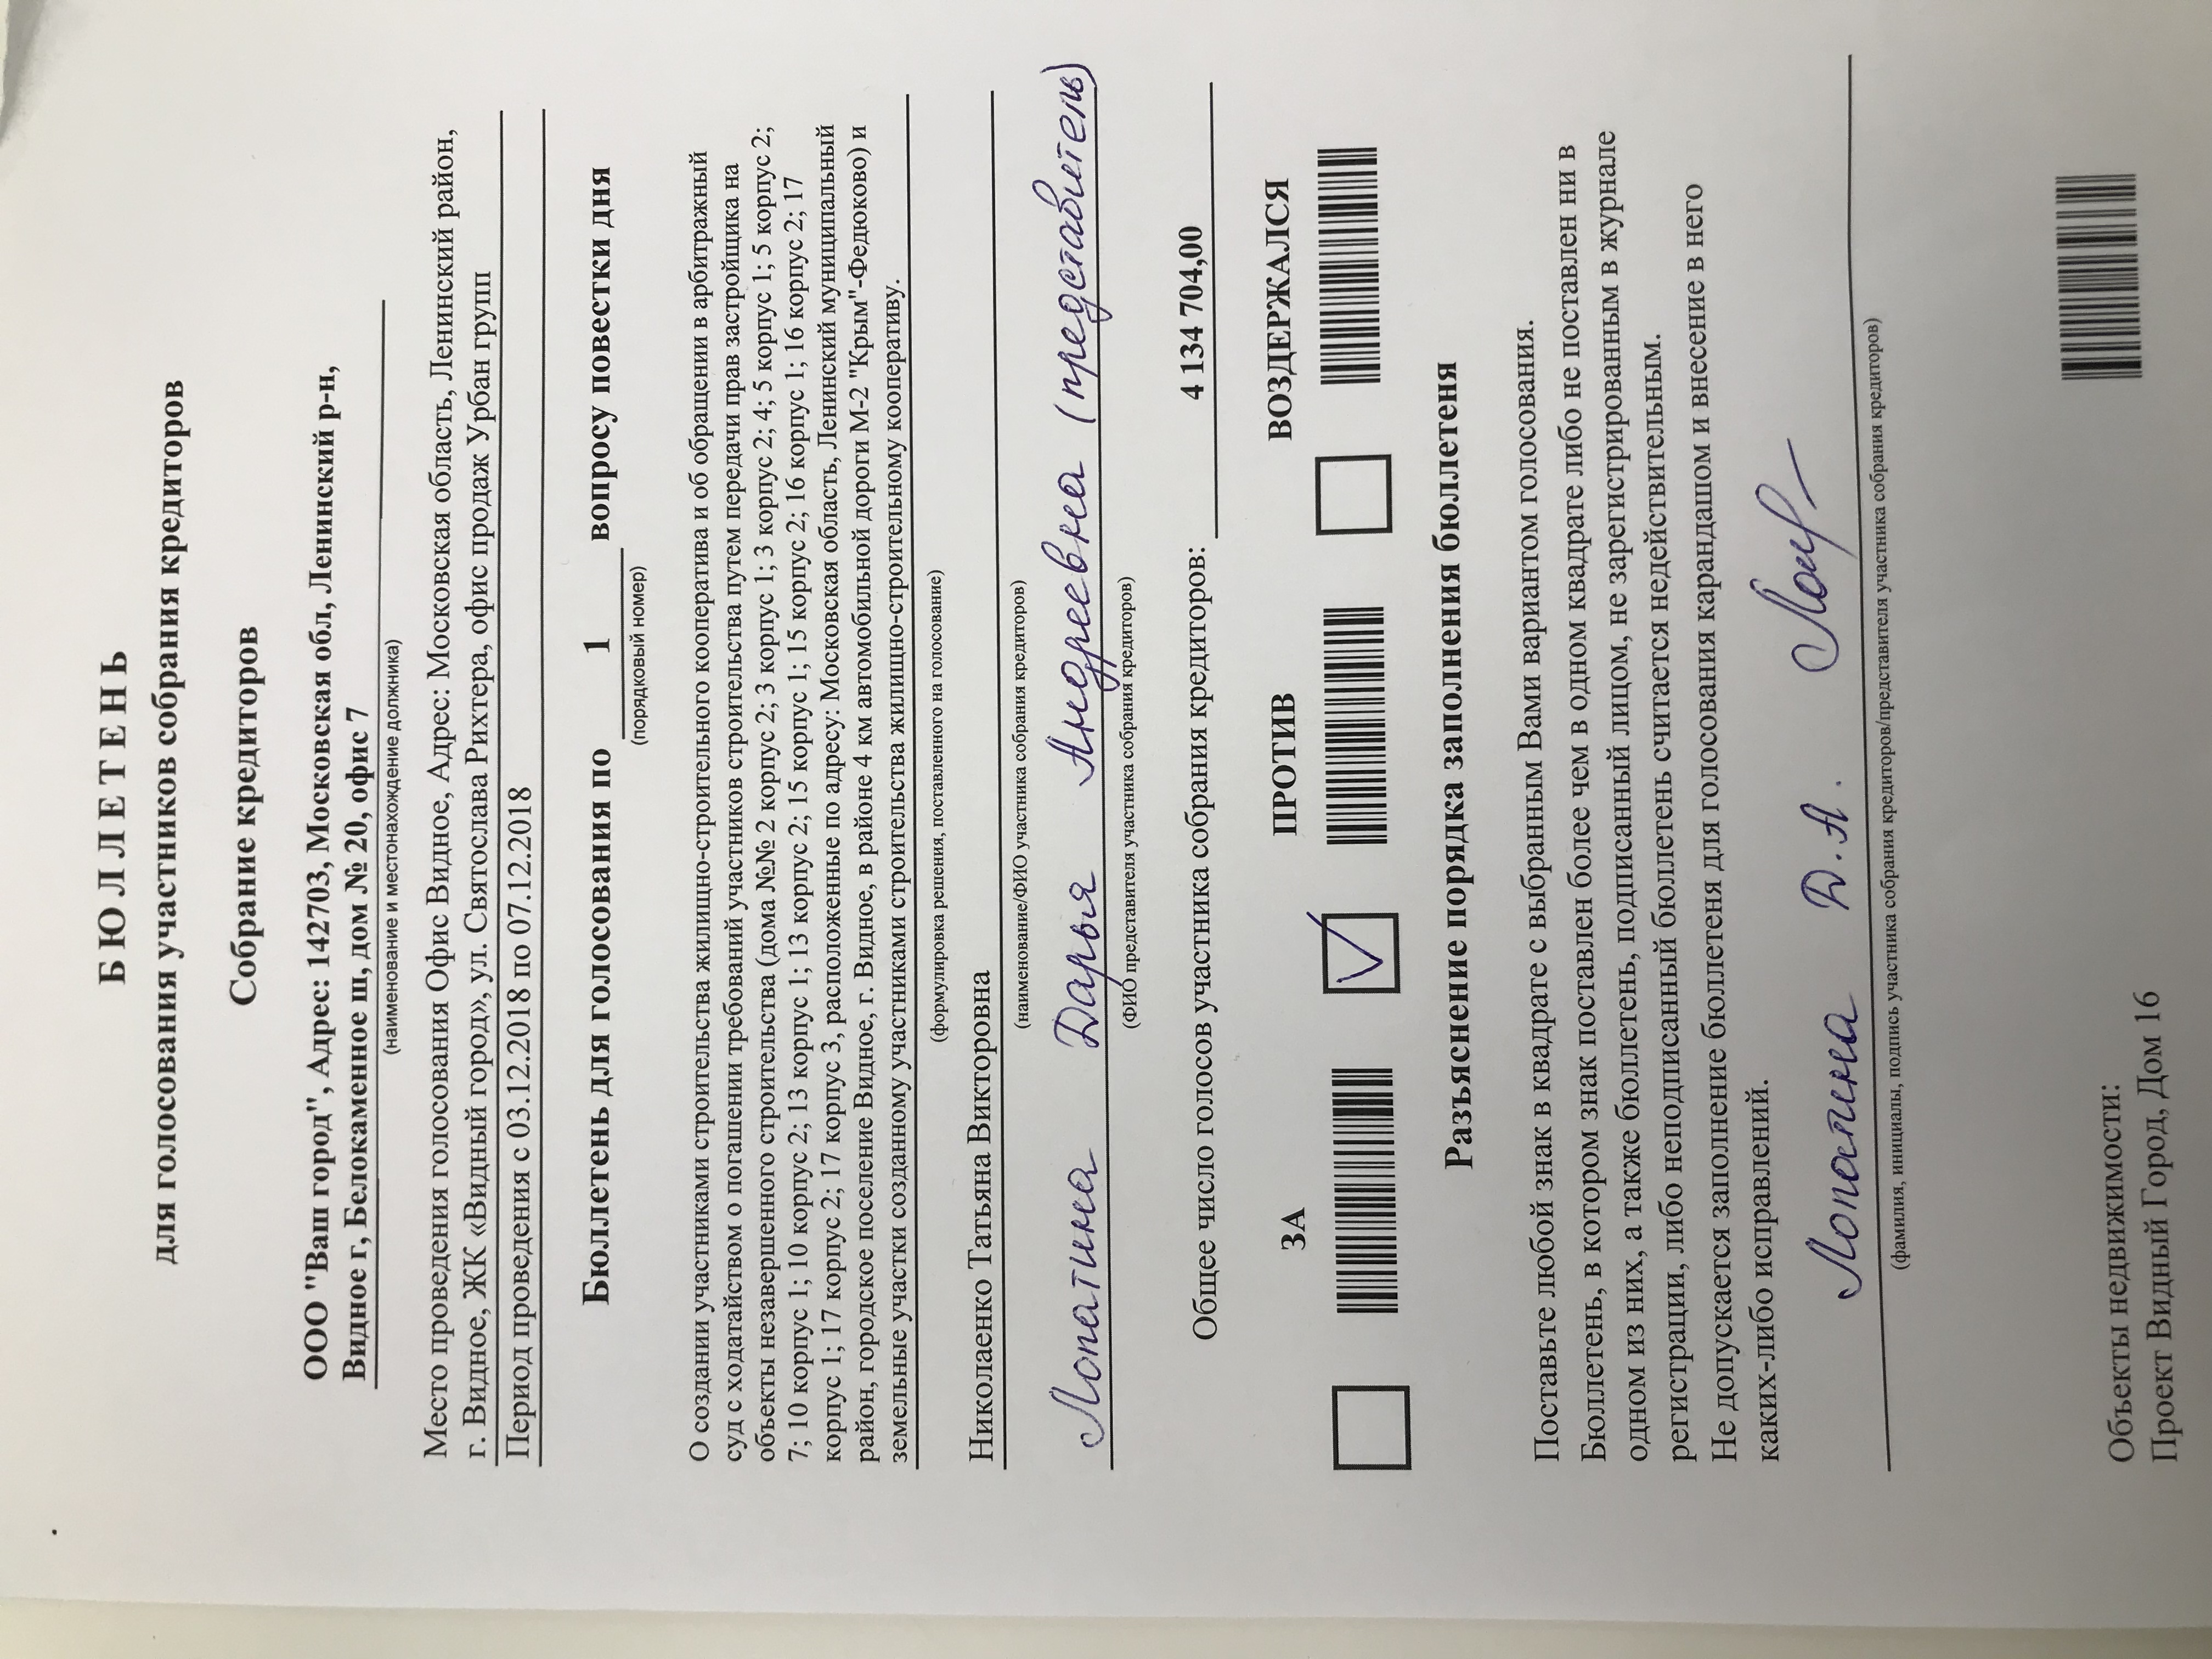 БЮЛЛЕТЕНЬ
для голосования участников собрания кредиторов
Собрание кредиторов
ООО "Ваш город", Адрес: 142703, Московская обл, Ленинский р-н,
Видное г, Белокаменное ш, дом № 20, офис 7
(наименование и местонахождение должника)
Место проведения голосования Офис Видное, Адрес: Московская область, Ленинский район,
г. Видное, ЖК «Видный город», ул. Святослава Рихтера, офис продаж Урбан групп
Период проведения с 03.12.2018 по 07.12.2018
Бюллетень для голосования по 1 вопросу повестки дня
(порядковый номер)
О создании участниками строительства жилищно-строительного кооператива и об обращении в арбитражный
суд с ходатайством о погашении требований участников строительства путем передачи прав застройщика на
объекты незавершенного строительства (дома №№ 2 корпус 2; 3 корпус 1; 3 корпус 2; 4; 5 корпус 1; 5 корпус 2;
7; 10 корпус 1; 10 корпус 2; 13 корпус 1; 13 корпус 2; 15 корпус 1; 15 корпус 2; 16 корпус 1; 16 корпус 2; 17
корпус 1; 17 корпус 2; 17 корпус 3, расположенные по адресу: Московская область, Ленинский муниципальный
район, городское поселение Видное, г. Видное, в районе 4 км автомобильной дороги М-2 "Крым"-Федюково) и
земельные участки созданному участниками строительства жилищно-строительному кооперативу.
(формулировка решения, поставленного на голосование)
Николаенко Татьяна Викторовна
(наименование/ФИО участника собрания кредиторов)
Лопатина Дарья Андреевна (представитель)
(ФИО представителя участника собрания кредиторов)
Общее число голосов участника собрания кредиторов: 4 134 704,00
ЗА ПРОТИВ ВОЗДЕРЖАЛСЯ
Разъяснение порядка заполнения бюллетеня
Поставьте любой знак в квадрате с выбранным Вами вариантом голосования.
Бюллетень, в котором знак поставлен более чем в одном квадрате либо не поставлен ни в
одном из них, а также бюллетень, подписанный лицом, не зарегистрированным в журнале
регистрации, либо неподписанный бюллетень считается недействительным.
Не допускается заполнение бюллетеня для голосования карандашом и внесение в него
каких-либо исправлений.
Лопатина Д.А.
(фамилия, инициалы, подпись участника собрания кредиторов/представителя участника собрания кредиторов)
Объекты недвижимости:
Проект Видный Город, Дом 16